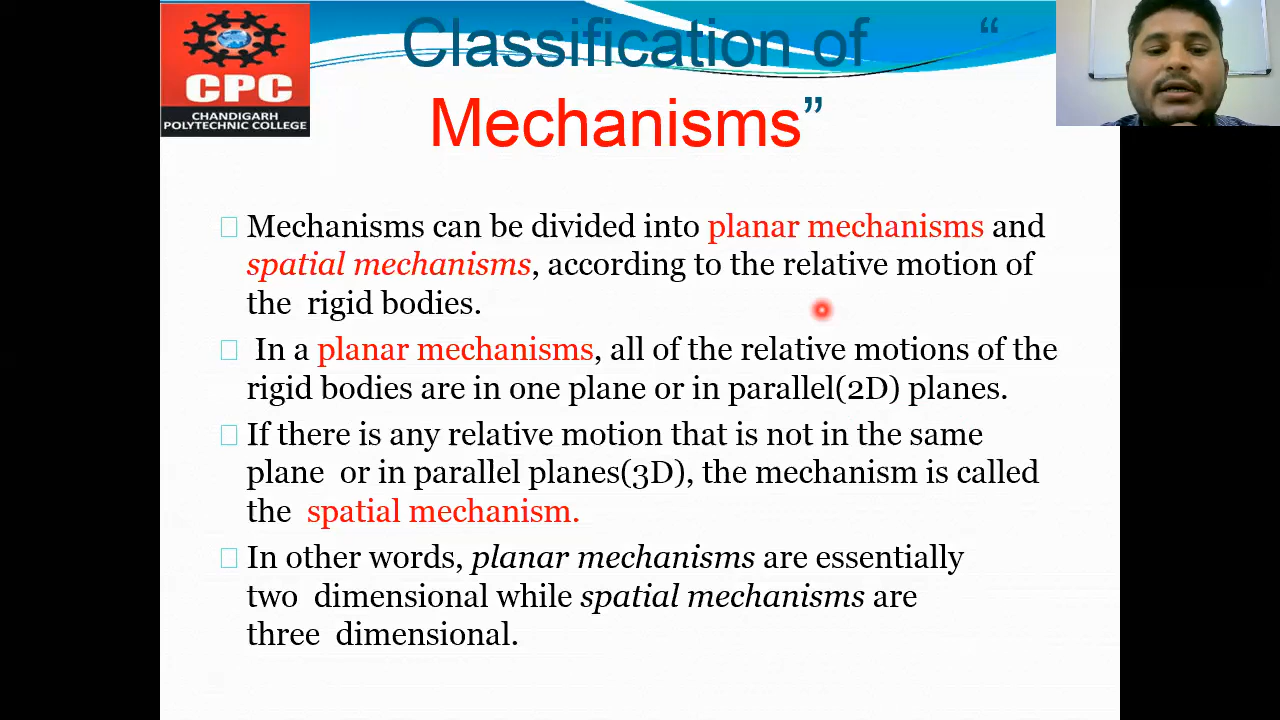 Classification of “
Mechanisms”
CPC
CHANDIGARH
POLYTECHNIC COLLEGE
Mechanisms can be divided into planar mechanisms and
spatial mechanisms, according to the relative motion of
the rigid bodies.
In a planar mechanisms, all of the relative motions of the
rigid bodies are in one plane or in parallel(2D) planes.
If there is any relative motion that is not in the same
plane or in parallel planes(3D), the mechanism is called
the spatial mechanism.
In other words, planar mechanisms are essentially
two dimensional while spatial mechanisms are
three dimensional.